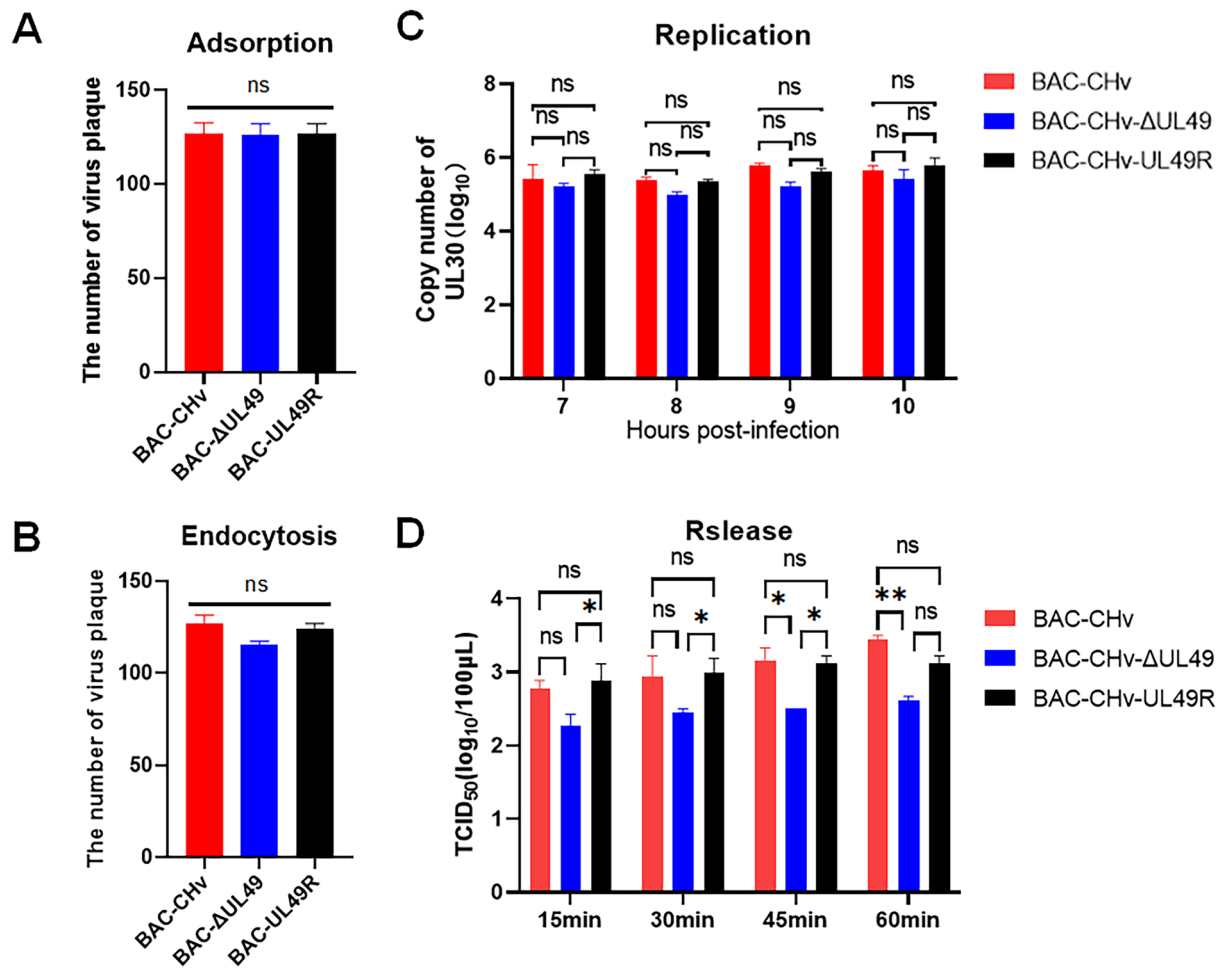 A
Adsorption
ns
The number of virus plaque
150
100
50
0
BAC-CHv
BAC-ΔUL49
BAC-UL49R
B
Endocytosis
ns
The number of virus plaque
150
100
50
0
BAC-CHv
BAC-ΔUL49
BAC-UL49R
C
Replication
Copy number of
UL30 (log10)
8
6
4
2
0
ns
ns
ns
ns
ns
ns
ns
ns
ns
ns
ns
ns
7
8
9
10
Hours post-infection
BAC-CHv
BAC-CHv-ΔUL49
BAC-CHv-UL49R
D
Rslease
TCID50(log10/100μL)
4
3
2
1
0
ns
ns
*
ns
ns
*
ns
*
*
ns
**
ns
15min
30min
45min
60min
BAC-CHv
BAC-CHv-ΔUL49
BAC-CHv-UL49R